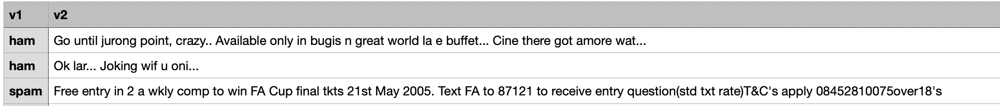 v1 v2
ham Go until jurong point, crazy.. Available only in bugis n great world la e buffet... Cine there got amore wat...
ham Ok lar... Joking wif u oni...
spam Free entry in 2 a wkly comp to win FA Cup final tkts 21st May 2005. Text FA to 87121 to receive entry question(std txt rate)T&C's apply 08452810075over18's